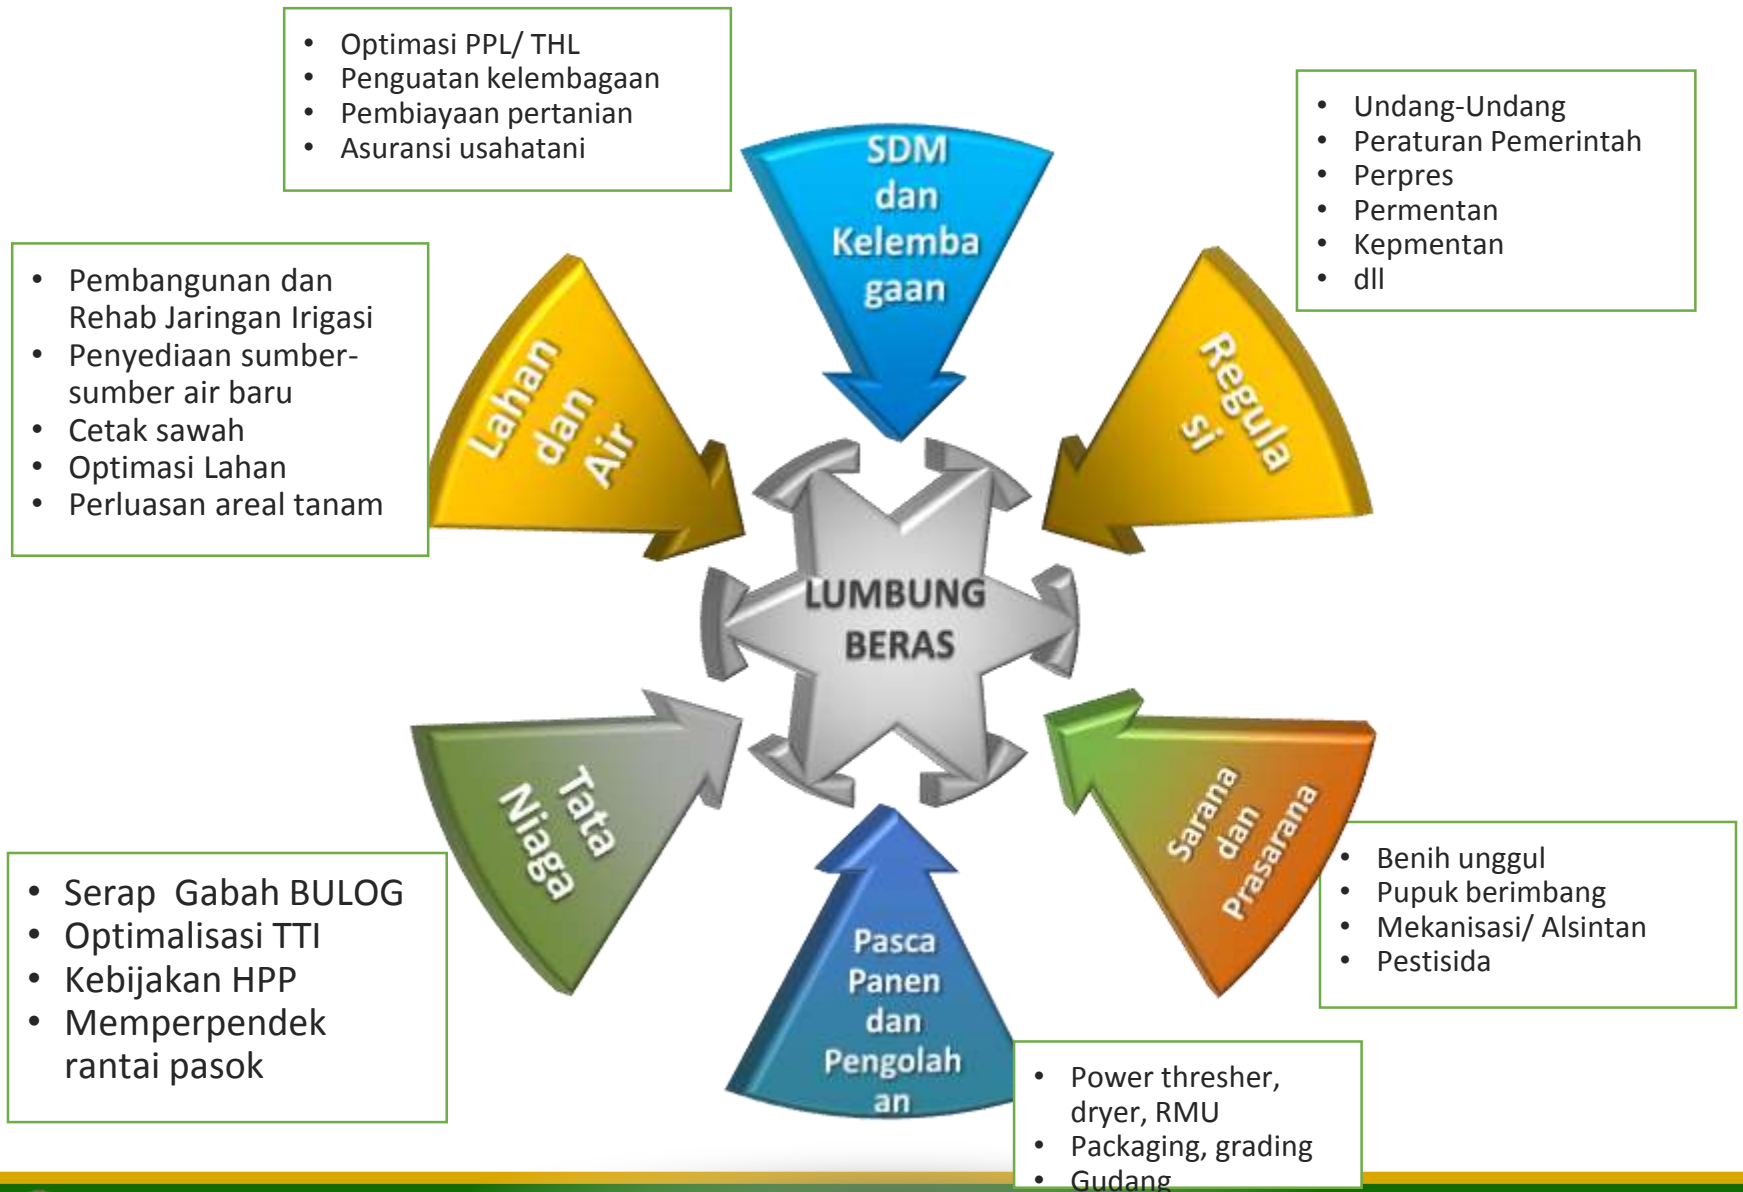 • Optimasi PPL/ THL
• Penguatan kelembagaan
• Pembiayaan pertanian
• Asuransi usahatani
SDM
dan
Kelemba
gaan
• Undang-Undang
• Peraturan Pemerintah
• Perpres
• Permentan
• Kepmentan
• dll
• Pembangunan dan
Rehab Jaringan Irigasi
• Penyediaan sumber-
sumber air baru
• Cetak sawah
• Optimasi Lahan
• Perluasan areal tanam
Lahan
dan
Air
Regula
si
LUMBUNG
BERAS
Tata
Niaga
Sarana
dan
Prasarana
• Serap  Gabah BULOG
• Optimalisasi TTI
• Kebijakan HPP
• Memperpendek
rantai pasok
Pasca
Panen
dan
Pengolah
an
• Benih unggul
• Pupuk berimbang
• Mekanisasi/ Alsintan
• Pestisida
• Power thresher,
dryer, RMU
• Packaging, grading
• Gudang